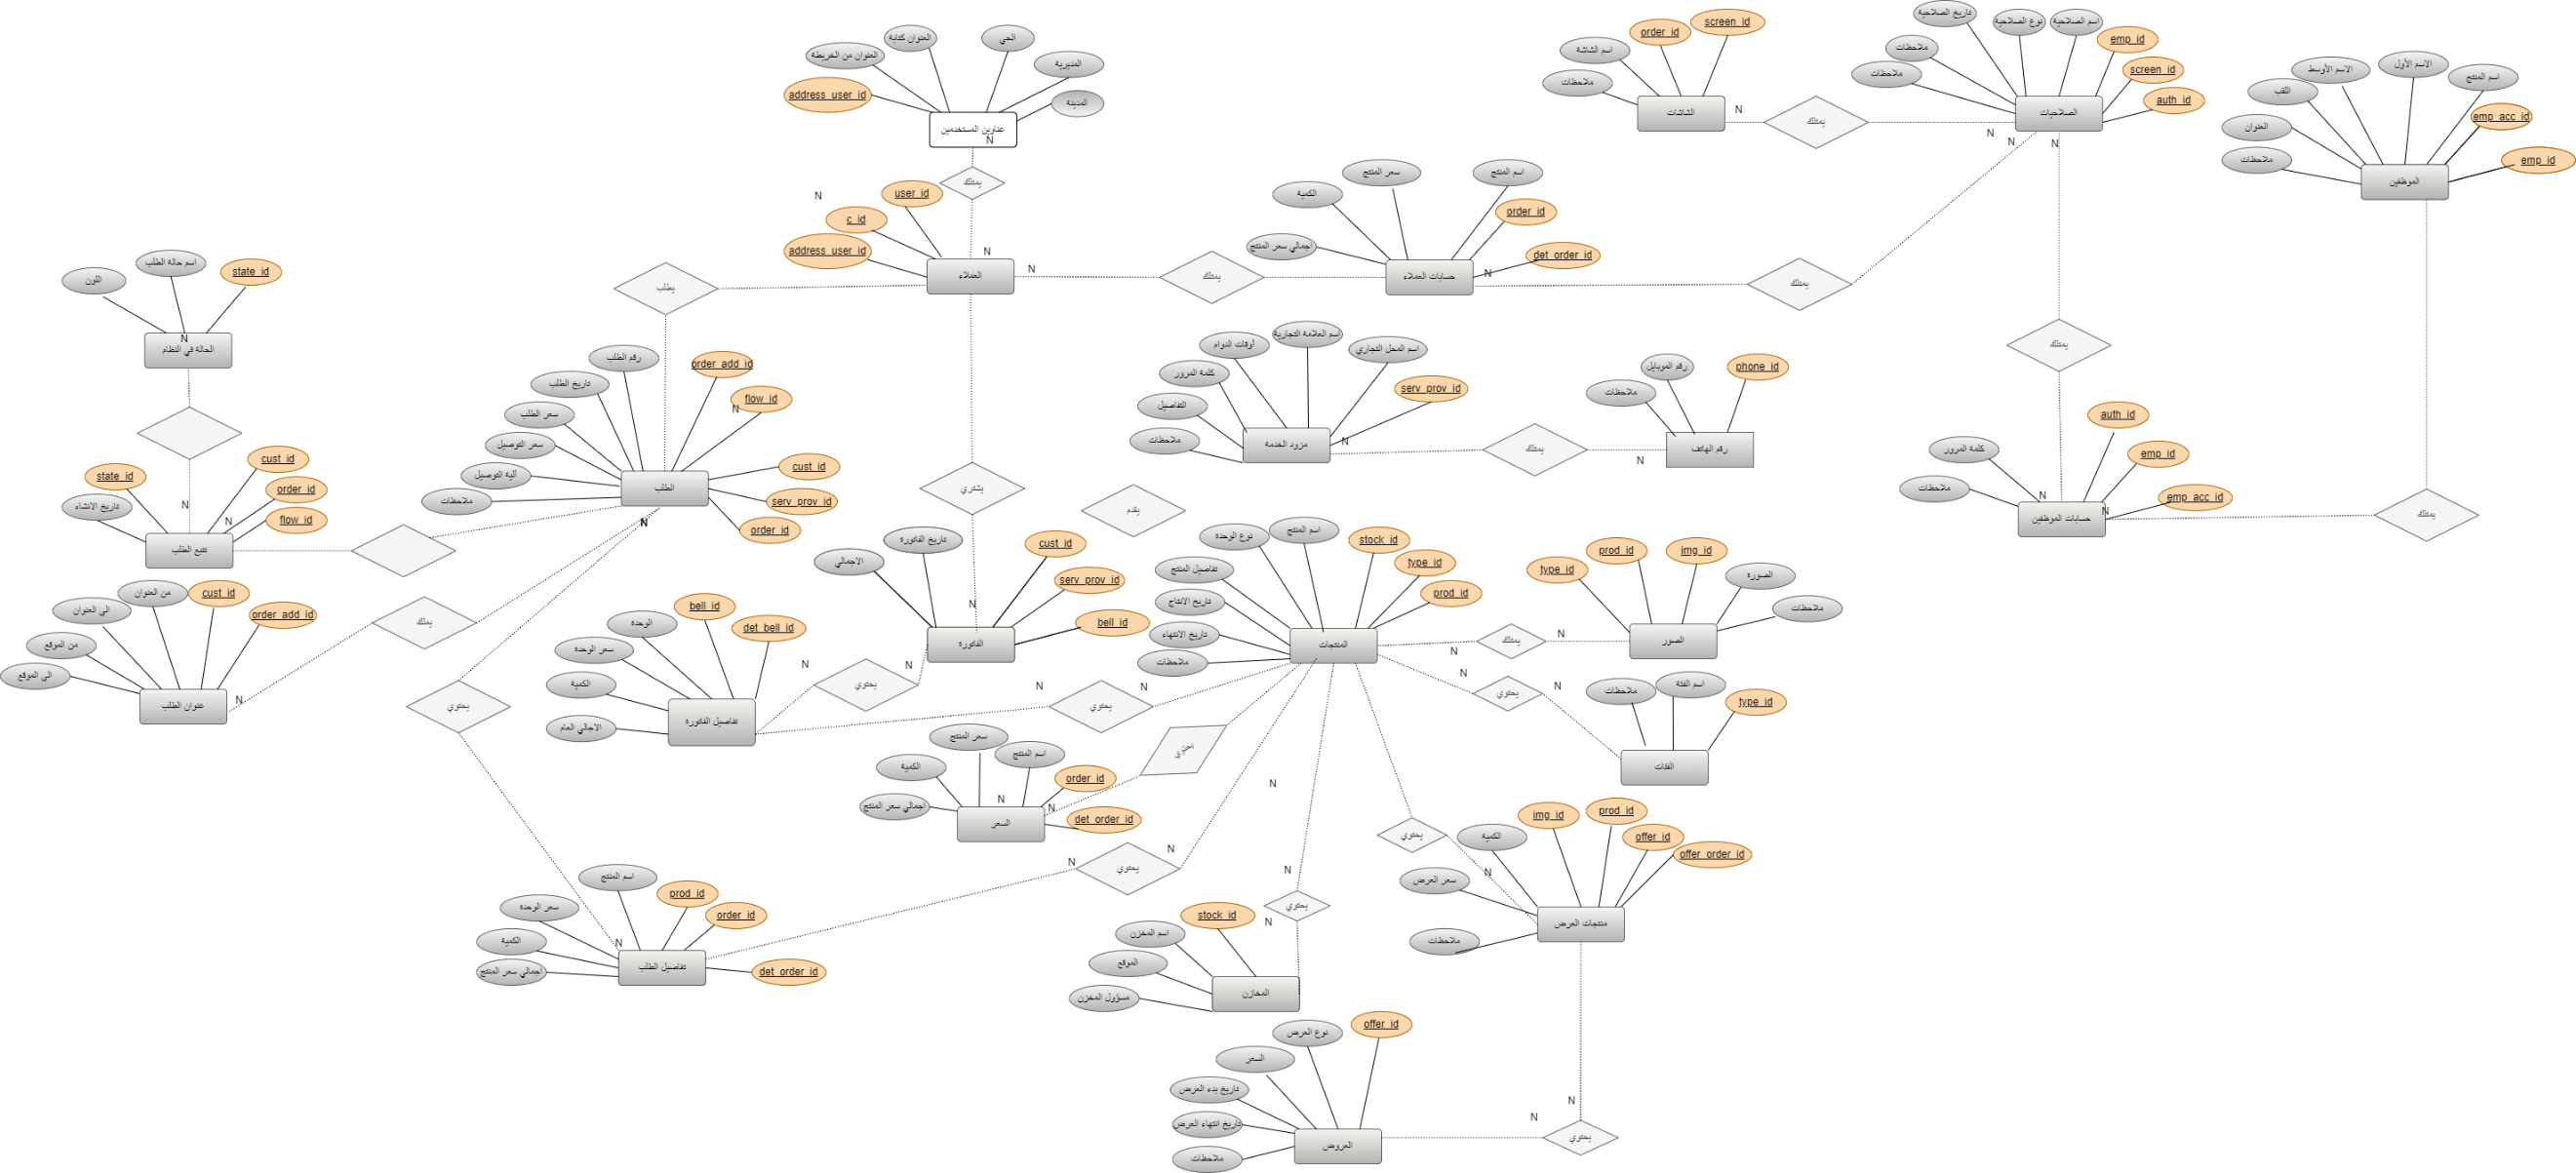 العنوان من الخريطة
العنوان كتابة
الحي
المديرية
المدينة
address_user_id
عناوين المستخدمين
N
يمتلك
اسم الشاشة
order_id
screen_id
ملاحظات
الشاشات
N
يمتلك
تاريخ الصلاحية
نوع الصلاحية
اسم الصلاحية
emp_id
ملاحظات
screen_id
ملاحظات
auth_id
الصلاحيات
N
N
N
اللقب
الاسم الأوسط
الاسم الأول
اسم المنتج
العنوان
emp_acc_id
ملاحظات
emp_id
الموظفين
N
user_id
c_id
address_user_id
N
العملاء
N
يمتلك
الكمية
سعر المنتج
اسم المنتج
order_id
اجمالي سعر المنتج
det_order_id
حسابات العملاء
N
يمتلك
اللون
اسم حالة الطلب
state_id
N
الحالة في النظام
يطلب
رقم الطلب
order_add_id
تاريخ الطلب
flow_id
N
سعر الطلب
سعر التوصيل
آلية التوصيل
ملاحظات
cust_id
serv_prov_id
order_id
الطلب
N
أوقات الدوام
اسم العلامة التجارية
اسم المحل التجاري
كلمة المرور
serv_prov_id
التفاصيل
ملاحظات
مزود الخدمة
N
يمتلك
N
رقم الموبايل
phone_id
ملاحظات
رقم الهاتف
يمتلك
auth_id
كلمة المرور
emp_id
ملاحظات
emp_acc_id
N
N
حسابات الموظفين
يمتلك
state_id
cust_id
order_id
تاريخ الانشاء
flow_id
N
N
تتبع الطلب
يشتري
يقدم
من العنوان
cust_id
الى العنوان
order_add_id
من الموقع
الى الموقع
N
عنوان الطلب
يمتلك
يحتوي
الاجمالي
تاريخ الفاتورة
cust_id
serv_prov_id
bell_id
N
الفاتورة
bell_id
الوحدة
det_bell_id
سعر الوحدة
الكمية
الاجالي العام
تفاصيل الفاتورة
N
يحتوي
N
نوع الوحدة
اسم المنتج
stock_id
تفاصيل المنتج
type_id
تاريخ الانتاج
prod_id
تاريخ الانتهاء
ملاحظات
المنتجات
N
يمتلك
N
type_id
prod_id
img_id
الصورة
ملاحظات
الصور
N
يحتوي
N
يحتوي
N
ملاحظات
اسم الفئة
type_id
الفئات
سعر المنتج
اسم المنتج
الكمية
order_id
اجمالي سعر المنتج
det_order_id
N
N
السعر
N
N
يحتوي
N
img_id
prod_id
الكمية
offer_id
offer_order_id
سعر العرض
ملاحظات
يحتوي
N
منتجات العرض
اسم المنتج
prod_id
سعر الوحدة
order_id
الكمية
اجمالي سعر المنتج
det_order_id
N
تفاصيل الطلب
N
يحتوي
N
stock_id
اسم المخزن
الموقع
مسؤول المخزن
المخازن
نوع العرض
offer_id
السعر
تاريخ بدء العرض
تاريخ انتهاء العرض
ملاحظات
العروض
N
N
يحتوي